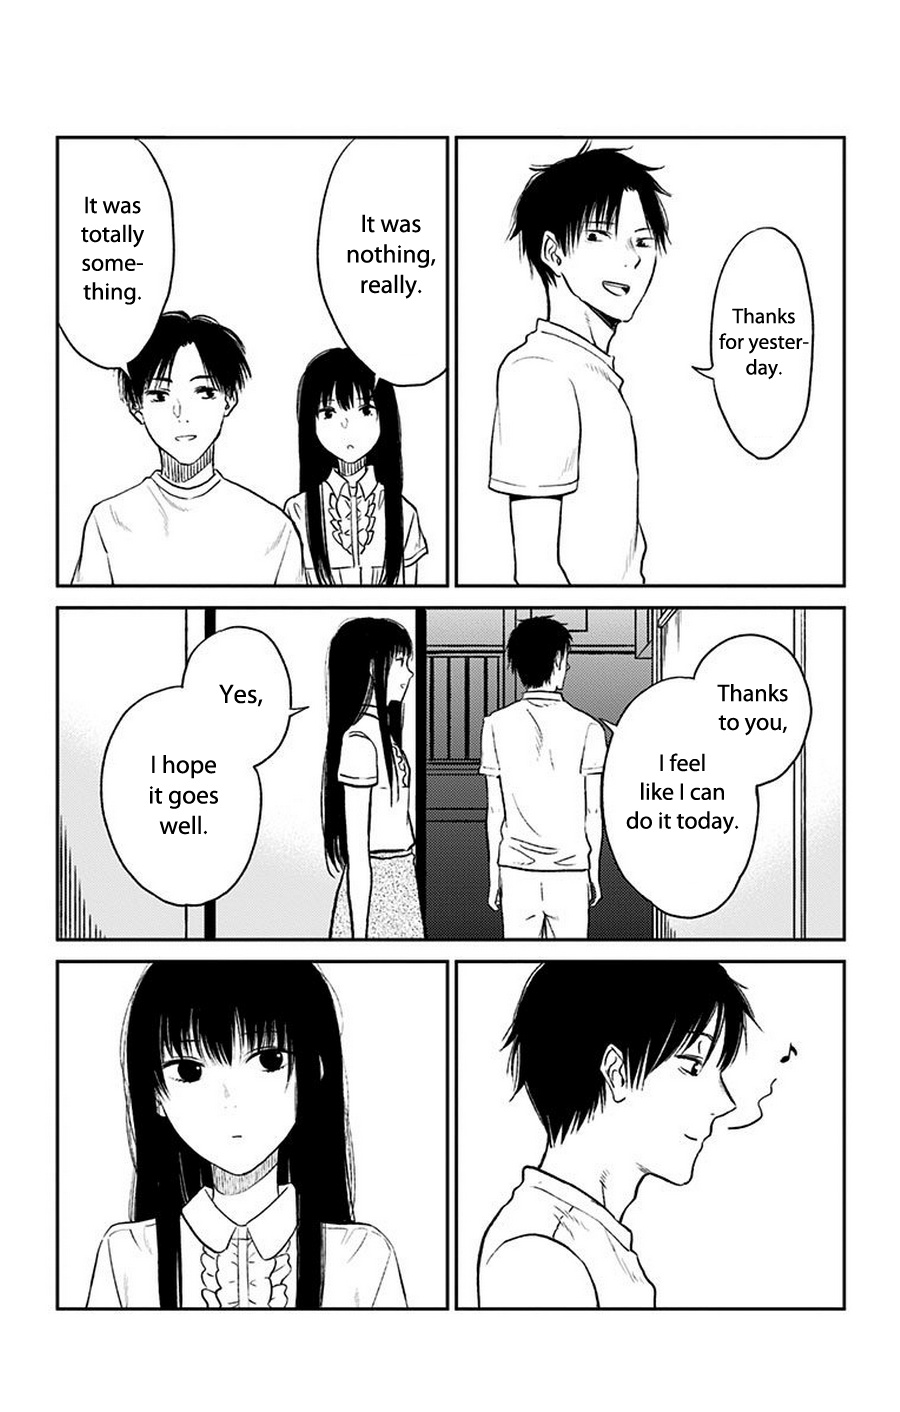 Thanks
for yester-
day.
It was
nothing,
really.
It was
totally
some-
thing.
Thanks
to you,
I feel
like I can
do it today.
Yes,
I hope
it goes
well.